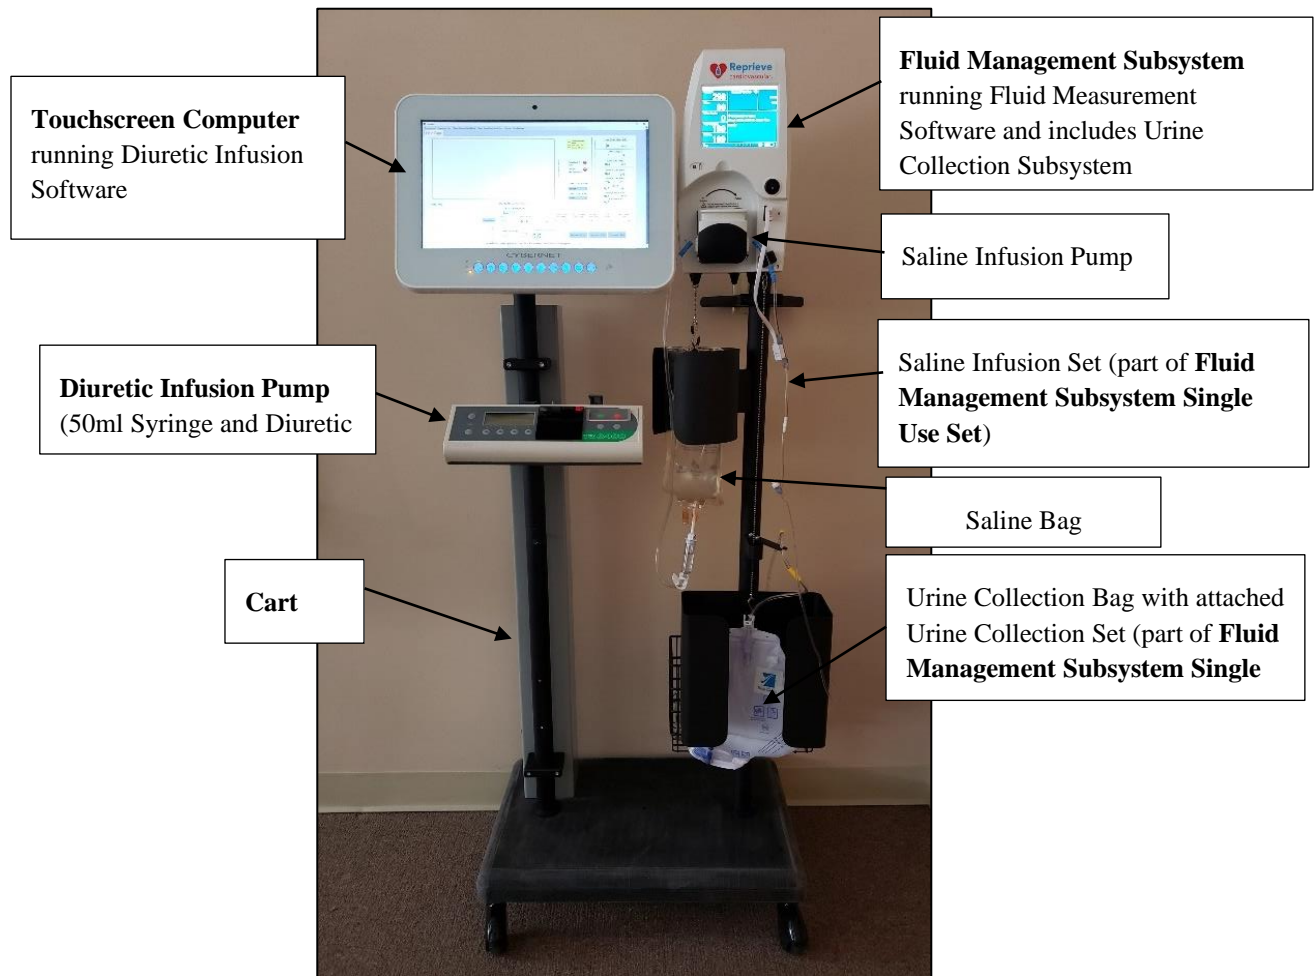 Touchscreen Computer
running Diuretic Infusion
Software
Diuretic Infusion Pump
(50ml Syringe and Diuretic
Cart
Fluid Management Subsystem
running Fluid Measurement
Software and includes Urine
Collection Subsystem
Saline Infusion Pump
Saline Infusion Set (part of Fluid
Management Subsystem Single
Use Set)
Saline Bag
Urine Collection Bag with attached
Urine Collection Set (part of Fluid
Management Subsystem Single
Reprieve
CYBERNET